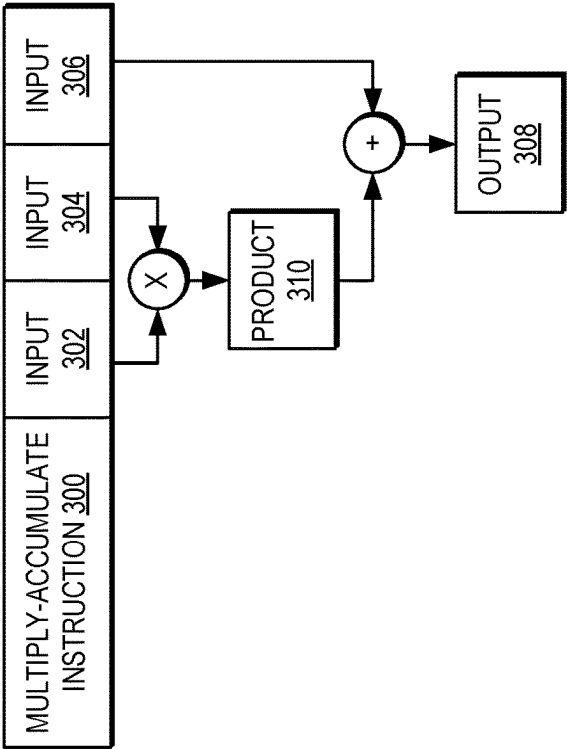 MULTIPLY-ACCUMULATE
INSTRUCTION 300
INPUT
302
INPUT
304
INPUT
306
X
PRODUCT
310
+
OUTPUT
308